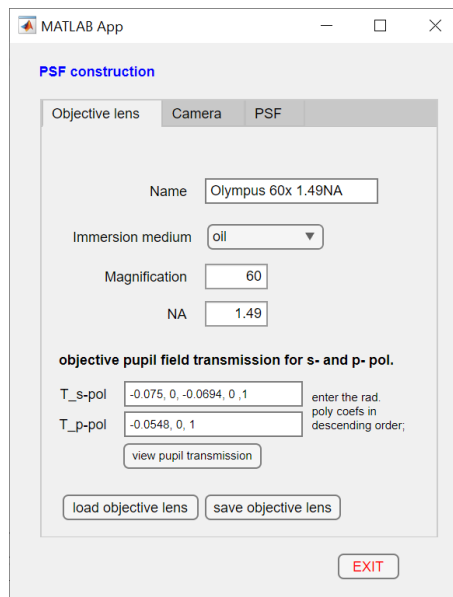 MATLAB App
PSF construction
Objective lens Camera PSF
Name Olympus 60x 1.49NA
Immersion medium oil
Magnification 60
NA 1.49
objective pupil field transmission for s- and p- pol.
T_s-pol -0.075, 0, -0.0694, 0 ,1
enter the rad.
poly coefs in
T_p-pol -0.0548, 0, 1
descending order;
view pupil transmission
load objective lens save objective lens
EXIT